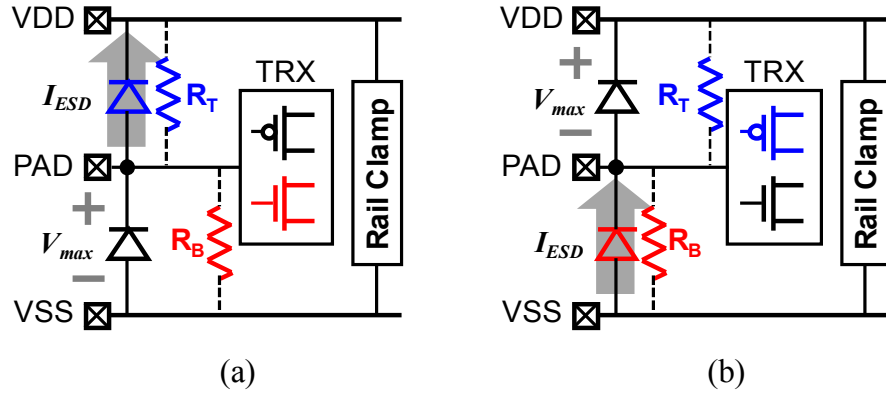 VDD
I_ESD
R_T
TRX
PAD
+
V_max
−
R_B
VSS
Rail Clamp
(a)
VDD
+
V_max
−
R_T
TRX
PAD
I_ESD
R_B
VSS
Rail Clamp
(b)